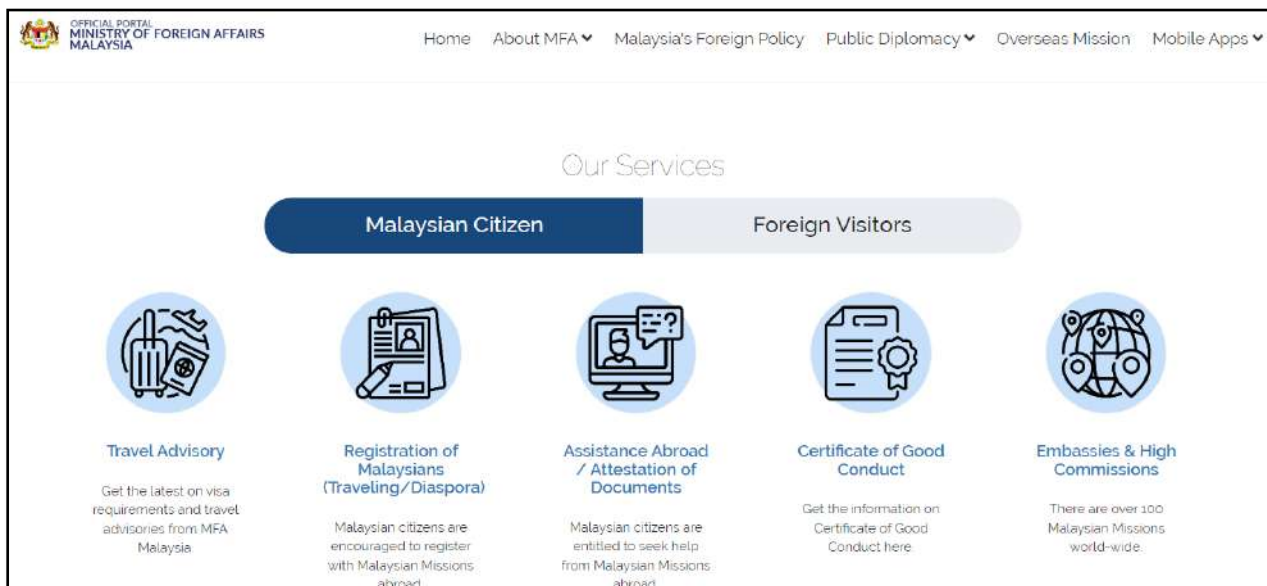 OFFICIAL PORTAL
MINISTRY OF FOREIGN AFFAIRS
MALAYSIA
Home About MFA Malaysia's Foreign Policy Public Diplomacy Overseas Mission Mobile Apps
Our Services
Malaysian Citizen
Foreign Visitors
Travel Advisory
Get the latest on visa
requirements and travel
advisories from MFA
Malaysia
Registration of
Malaysians
(Traveling/Diaspora)
Malaysian citizens are
encouraged to register
with Malaysian Missions
abroad
Assistance Abroad
/ Attestation of
Documents
Malaysian citizens are
entitled to seek help
from Malaysian Missions
abroad
Certificate of Good
Conduct
Get the information on
Certificate of Good
Conduct here
Embassies & High
Commissions
There are over 100
Malaysian Missions
world-wide.